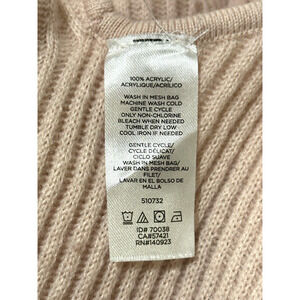 100% ACRYLIC/
ACRYLIQUE/ACRÍLICO
WASH IN MESH BAG
MACHINE WASH COLD
GENTLE CYCLE
ONLY NON-CHLORINE
BLEACH WHEN NEEDED
TUMBLE DRY LOW
COOL IRON IF NEEDED
GENTLE CYCLE/
CYCLE DÉLICAT/
CICLO SUAVE
WASH IN MESH BAG/
LAVER DANS PRENDRER AU
FILET/
LAVAR EN EL BOLSO DE
MALLA
510732
ID# 70038
CA#57421
RN#140923